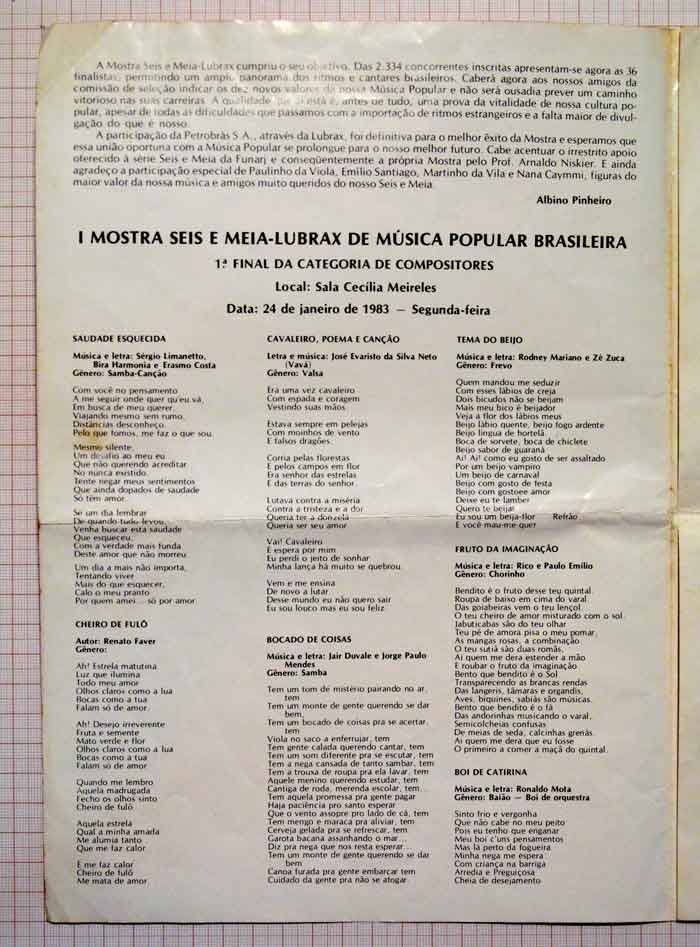 A Mostra Seis e Meia-Lubrax cumpriu o seu objetivo. Das 2.334 concorrentes inscritas apresentam-se agora as 36
finalistas, permitindo um amplo panorama dos ritmos e cantares brasileiros. Caberá agora aos nossos amigos da
comissão de seleção indicar os dez novos valores da nossa Música Popular e não será ousadia prever um caminho
vitorioso nas suas carreiras. A qualidade que aí está é, antes de tudo, uma prova da vitalidade de nossa cultura po-
pular, apesar de todas as dificuldades que passamos com a importação de ritmos estrangeiros e a falta maior de divul-
gação do que é nosso.
A participação da Petrobrás S.A., através da Lubrax, foi definitiva para o melhor êxito da Mostra e esperamos que
essa união oportuna com a Música Popular se prolongue para o nosso melhor futuro. Cabe acentuar o irrestrito apoio
oferecido à série Seis e Meia da Funarj e conseqüentemente a própria Mostra pelo Prof. Arnaldo Niskier. E ainda
agradeço a participação especial de Paulinho da Viola, Emílio Santiago, Martinho da Vila e Nana Caymmi, figuras do
maior valor da nossa música e amigos muito queridos do nosso Seis e Meia.
Albino Pinheiro
I MOSTRA SEIS E MEIA-LUBRAX DE MÚSICA POPULAR BRASILEIRA
1ª FINAL DA CATEGORIA DE COMPOSITORES
Local: Sala Cecília Meireles
Data: 24 de janeiro de 1983 — Segunda-feira
SAUDADE ESQUECIDA
Música e letra: Sérgio Limanetto,
Bira Harmonia e Erasmo Costa
Gênero: Samba-Canção
Com você no pensamento
A me seguir onde quer qu'eu vá,
Em busca de meu querer.
Viajando mesmo sem rumo,
Distâncias desconheço.
Pelo que fomos, me faz o que sou.
Mesmo silente,
Um desafio ao meu eu
Que não querendo acreditar
No nunca existido.
Tente negar meus sentimentos
Que ainda dopados de saudade
Só têm amor.
Se um dia lembrar
De quando tudo levou,
Venha buscar esta saudade
Que esqueceu,
Com a verdade mais funda
Deste amor que não morreu.
Um dia a mais não importa,
Tentando viver
Mais do que esquecer,
Calo o meu pranto
Por quem amei... só por amor.
CHEIRO DE FULÔ
Autor: Renato Faver
Gênero:
Ah! Estrela matutina
Luz que ilumina
Todo meu amor
Olhos claros como a lua
Bocas como a tua
Falam só de amor.
Ah! Desejo irreverente
Fruta e semente
Mato verde e flor
Olhos claros como a lua
Bocas como a tua
Falam só de amor.
Quando me lembro
Aquela madrugada
Fecho os olhos sinto
Cheiro de fulô.
Aquela estrela
Qual a minha amada
Me alumia tanto
Que me faz calor.
E me faz calor
Cheiro de fulô
Me mata de amor.
CAVALEIRO, POEMA E CANÇÃO
Letra e música: José Evaristo da Silva Neto
(Vavá)
Gênero: Valsa
Era uma vez cavaleiro
Com espada e coragem
Vestindo suas mãos.
Estava sempre em pelejas
Com moinhos de vento
E falsos dragões.
Corria pelas florestas
E pelos campos em flor
Era senhor das estrelas
E das terras do senhor.
Lutava contra a miséria
Contra a tristeza e a dor
Queria ter a donzela
Queria ser seu amor.
Vai! Cavaleiro
E espera por mim
Eu perdi o jeito de sonhar
Minha lança há muito se quebrou.
Vem e me ensina
De novo a lutar
Desse mundo eu não quero sair
Eu sou louco mas eu sou feliz.
BOCADO DE COISAS
Música e letra: Jair Duvale e Jorge Paulo
Mendes
Gênero: Samba
Tem um tom de mistério pairando no ar,
tem
Tem um monte de gente querendo se dar
bem,
Tem um bocado de coisas pra se acertar,
tem
Viola no saco a enferrujar, tem
Tem gente calada querendo cantar, tem
Tem um som diferente pra se escutar, tem
Tem a nega cansada de tanto sambar, tem
Tem a trouxa de roupa pra ela lavar, tem
Aquele menino querendo estudar, tem
Cantiga de roda, merenda escolar, tem...
Tem aquela promessa pra gente pagar
Haja paciência pro santo esperar
Que o vento assopre pro lado de cá, tem
Tem mengo e maraca pra aliviar, tem
Cerveja gelada pra se refrescar, tem
Garota bacana assanhando o mar...
Diz pra nega que nos resta esperar...
Tem um monte de gente querendo se dar
bem
Canoa furada pra gente embarcar tem
Cuidado da gente pra não se afogar.
TEMA DO BEIJO
Música e letra: Rodney Mariano e Zé Zuca
Gênero: Frevo
Quem mandou me seduzir
Com esses lábios de creja
Dois bicudos não se beijam
Mais meu bico é beijador
Veja a flor dos lábios meus
Beijo lábio quente, beijo fogo ardente
Beijo língua de hortelã
Boca de sorvete, boca de chiclete
Beijo sabor de guaraná
Ai! Ai! como eu gosto de ser assaltado
Por um beijo vampiro
Um beijo de carnaval
Beijo com gosto de festa
Beijo com gostoee amor
Deixe eu te lamber
Quero te beijar
Eu sou um beija-flor Refrão
E você mau-me-quer
FRUTO DA IMAGINAÇÃO
Música e letra: Rico e Paulo Emílio
Gênero: Chorinho
Bendito é o fruto desse teu quintal.
Roupa de baixo em cima do varal.
Das goiabeiras vem o teu lençol.
O teu cheiro de amor misturado com o sol.
Jabuticabas são do teu olhar
Teu pé de amora pisa o meu pomar,
As mangas rosas, a combinação
O teu sutiã são duas romãs,
Ai quem me dera estender a mão
E roubar o fruto da imaginação
Bento que bendito é o Sol
Transparecendo as brancas rendas
Das langeris, tâmaras e organdis,
Aves, biquínes, sabiás são músicas.
Bento que bendito é o fã
Das andorinhas musicando o varal,
Semicolcheias confusas
De meias de seda, calcinhas grenás.
Ai quem me dera que eu fosse
O primeiro a comer a maçã do quintal.
BOI DE CATIRINA
Música e letra: Ronaldo Mota
Gênero: Baião — Boi de orquestra
Sinto frio e vergonha
Que não cabe no meu peito
Pois eu tenho que enganar
Meu boi c'uns pensamentos
Mas lá perto da fogueira
Minha nega me espera
Com criança na barriga
Arredia e Preguiçosa
Cheia de desejamento.